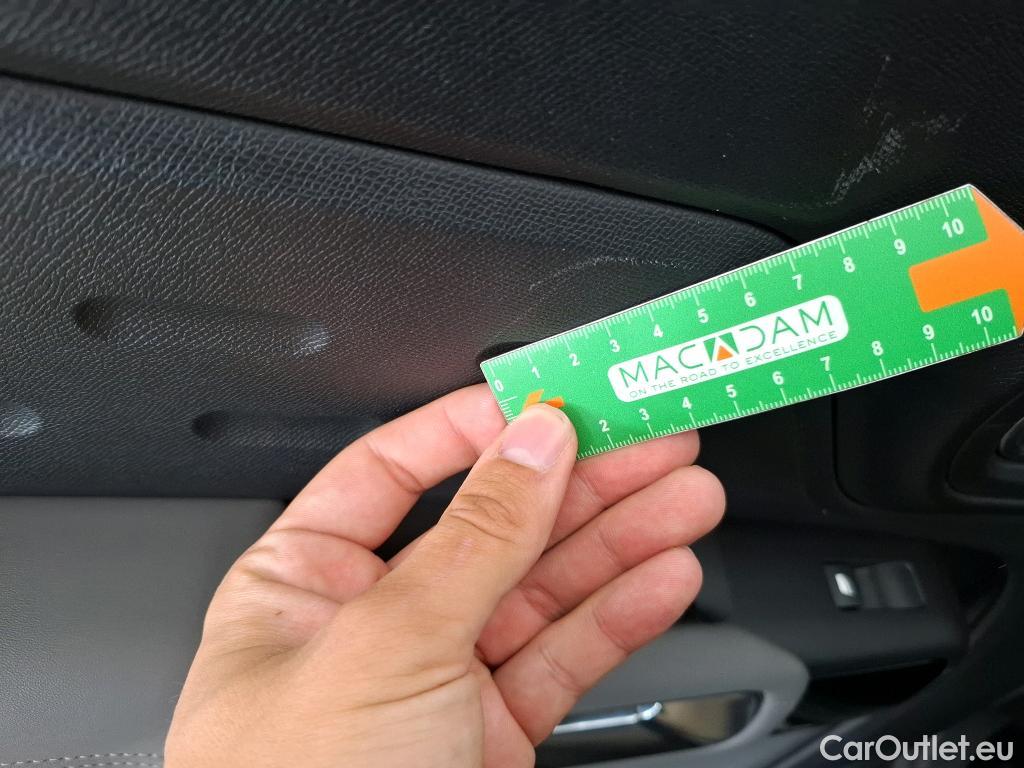 0 1 2 3 4 5 6 7 8 9 10
MACADAM
ON THE ROAD TO EXCELLENCE
2 3 4 5 6 7 8 9 10
CarOutlet.eu